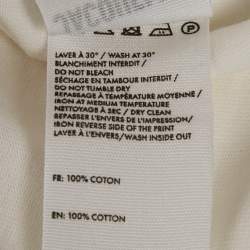 LAVER À 30° / WASH AT 30°
BLANCHIMENT INTERDIT /
DO NOT BLEACH
SÉCHAGE EN TAMBOUR INTERDIT /
DO NOT TUMBLE DRY
REPASSAGE À TEMPÉRATURE MOYENNE /
IRON AT MEDIUM TEMPERATURE
NETTOYAGE À SEC / DRY CLEAN
REPASSER L'ENVERS DE L'IMPRESSION/
IRON REVERSE SIDE OF THE PRINT
LAVER À L'ENVERS/WASH INSIDE OUT
FR: 100% COTON
EN: 100% COTTON